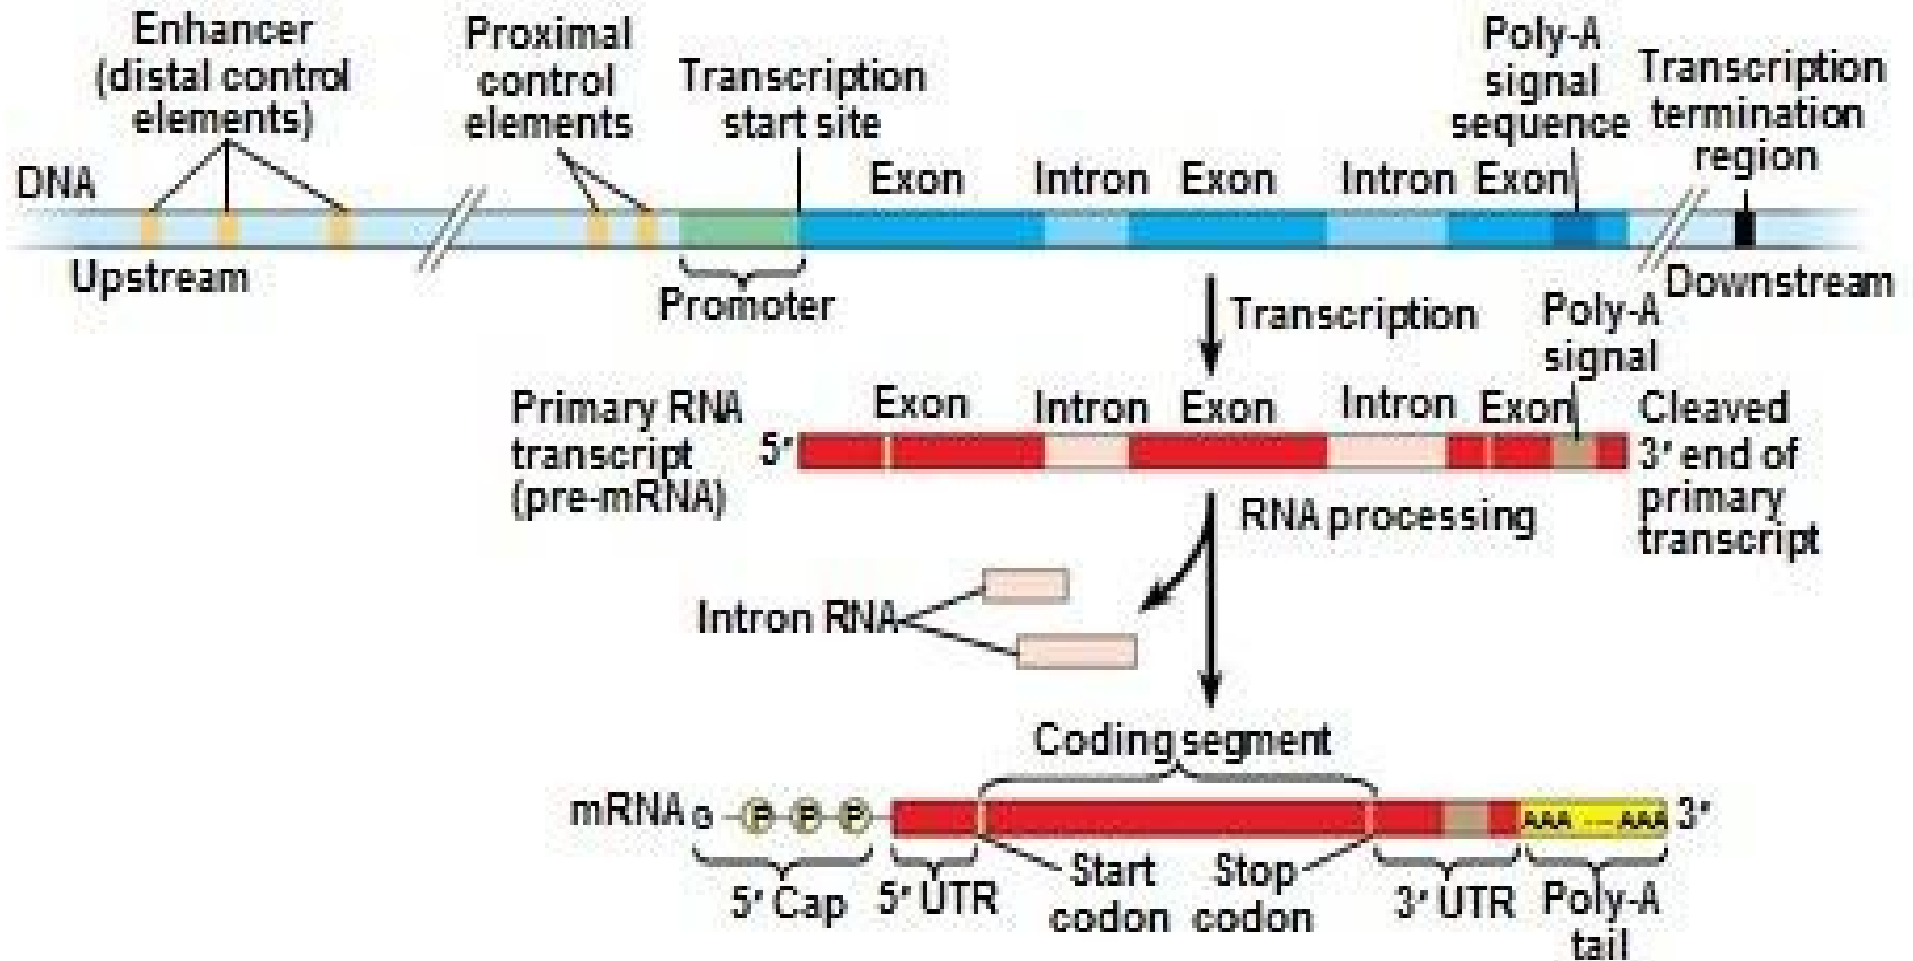 Enhancer
(distal control
elements)
Proximal
control
elements
Transcription
start site
Poly-A
signal
sequence
Transcription
termination
region
DNA
Exon
Intron
Exon
Intron
Exon
Upstream
Promoter
Downstream
Transcription
Poly-A
signal
Primary RNA
transcript
(pre-mRNA)
5′
Exon
Intron
Exon
Intron
Exon
Cleaved
3′ end of
primary
transcript
RNA processing
Intron RNA
Coding segment
mRNA
G
P
P
P
AAA ... AAA
3′
5′ Cap
5′ UTR
Start
codon
Stop
codon
3′ UTR
Poly-A
tail